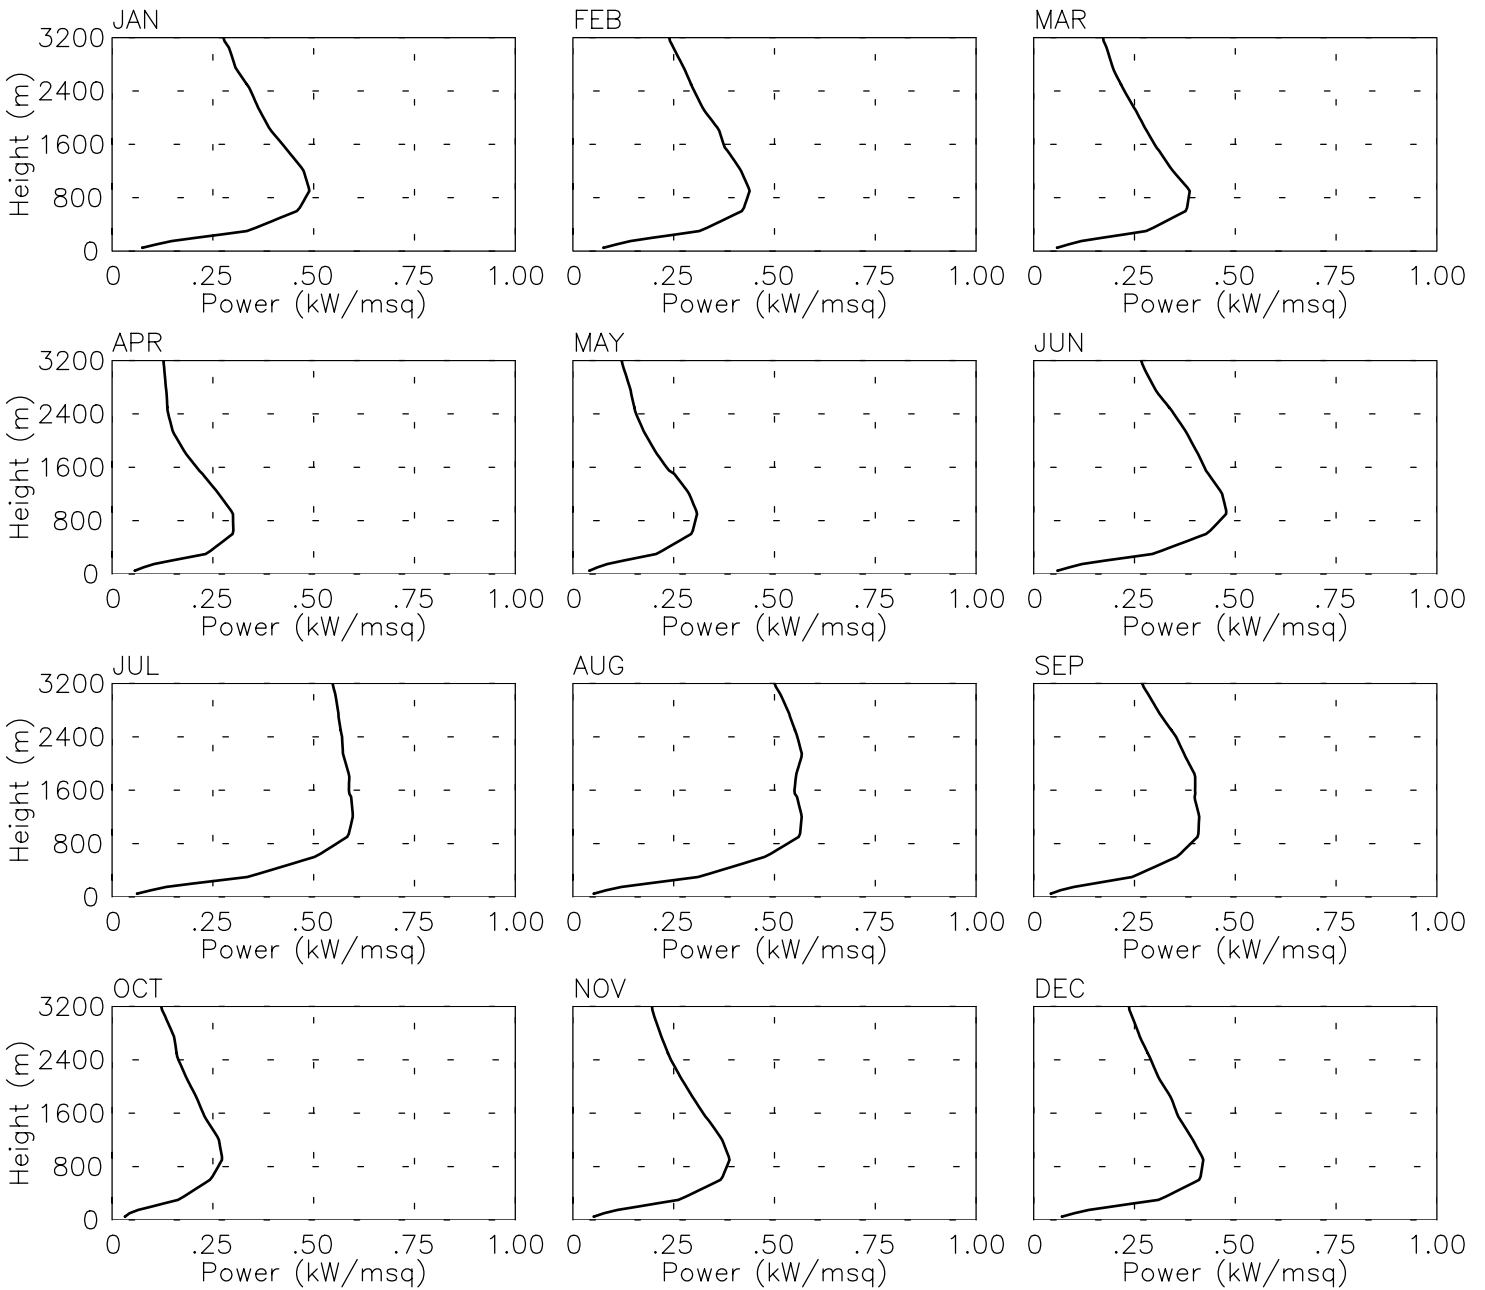 JAN FEB MAR
3200
2400
1600
800
0
Height (m)
0 .25 .50 .75 1.00 0 .25 .50 .75 1.00 0 .25 .50 .75 1.00
Power (kW/msq) Power (kW/msq) Power (kW/msq)
APR MAY JUN
3200
2400
1600
800
0
Height (m)
0 .25 .50 .75 1.00 0 .25 .50 .75 1.00 0 .25 .50 .75 1.00
Power (kW/msq) Power (kW/msq) Power (kW/msq)
JUL AUG SEP
3200
2400
1600
800
0
Height (m)
0 .25 .50 .75 1.00 0 .25 .50 .75 1.00 0 .25 .50 .75 1.00
Power (kW/msq) Power (kW/msq) Power (kW/msq)
OCT NOV DEC
3200
2400
1600
800
0
Height (m)
0 .25 .50 .75 1.00 0 .25 .50 .75 1.00 0 .25 .50 .75 1.00
Power (kW/msq) Power (kW/msq) Power (kW/msq)